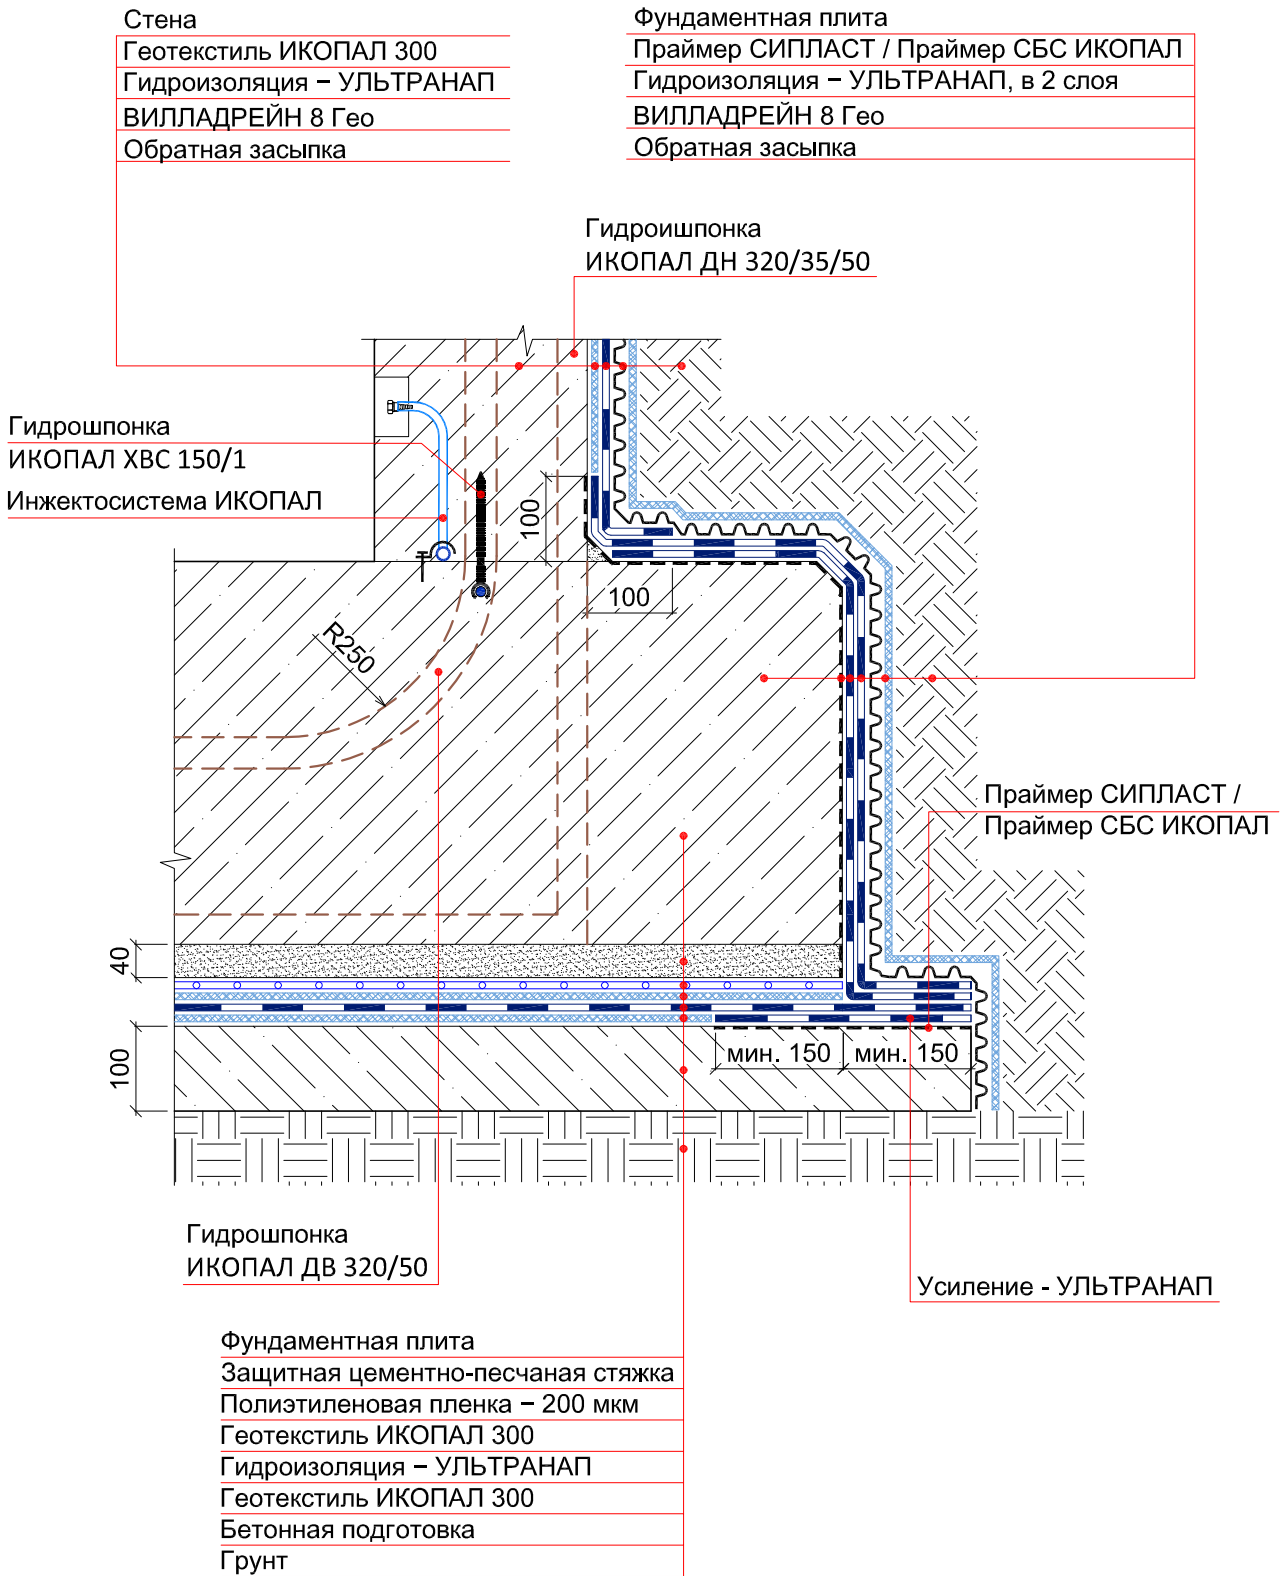 Стена
Геотекстиль ИКОПАЛ 300
Гидроизоляция – УЛЬТРАНАП
ВИЛЛАДРЕЙН 8 Гео
Обратная засыпка
Фундаментная плита
Праймер СИПЛАСТ / Праймер СБС ИКОПАЛ
Гидроизоляция – УЛЬТРАНАП, в 2 слоя
ВИЛЛАДРЕЙН 8 Гео
Обратная засыпка
Гидроишпонка
ИКОПАЛ ДН 320/35/50
Гидрошпонка
ИКОПАЛ ХВС 150/1
Инжектосистема ИКОПАЛ
100
100
R250
Праймер СИПЛАСТ /
Праймер СБС ИКОПАЛ
40
100
мин. 150
мин. 150
Гидрошпонка
ИКОПАЛ ДВ 320/50
Усиление - УЛЬТРАНАП
Фундаментная плита
Защитная цементно-песчаная стяжка
Полиэтиленовая пленка – 200 мкм
Геотекстиль ИКОПАЛ 300
Гидроизоляция – УЛЬТРАНАП
Геотекстиль ИКОПАЛ 300
Бетонная подготовка
Грунт